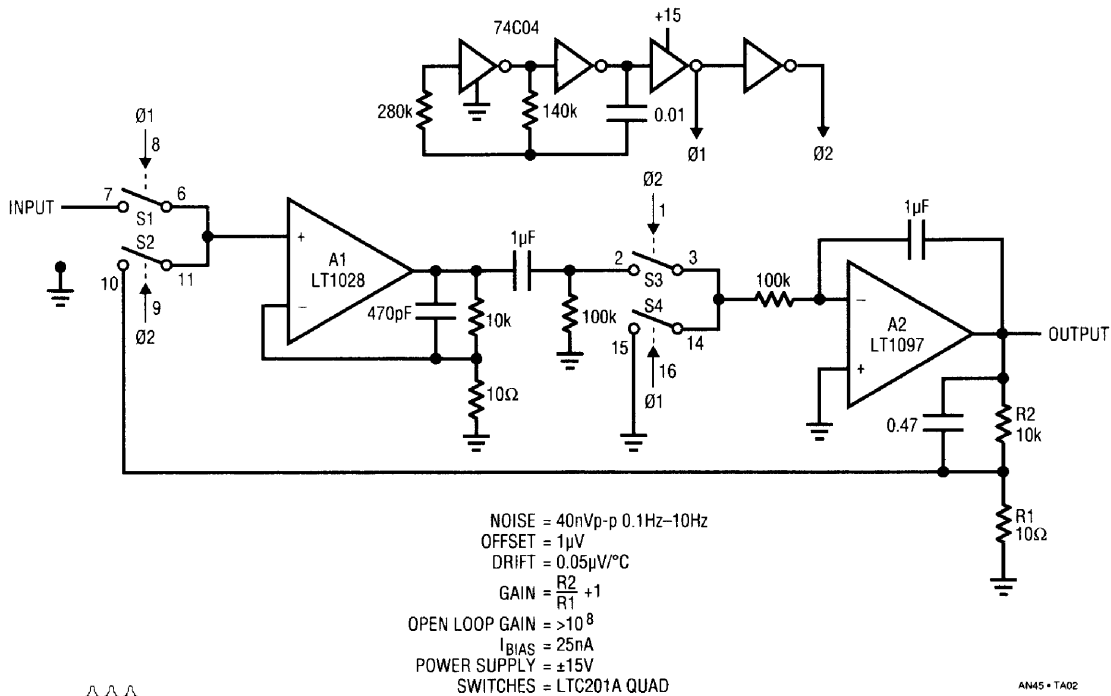 74C04
+15
280k
140k
0.01
Ø1
Ø2
Ø1
8
INPUT
7
6
S1
S2
10
11
9
Ø2
+
A1
LT1028
−
470pF
10k
10Ω
1µF
100k
Ø2
1
2
3
S3
S4
15
14
16
Ø1
100k
1µF
−
A2
LT1097
+
OUTPUT
0.47
R2
10k
R1
10Ω
NOISE = 40nVp-p 0.1Hz–10Hz
OFFSET = 1µV
DRIFT = 0.05µV/°C
GAIN = R2/R1 +1
OPEN LOOP GAIN = >10⁸
IBIAS = 25nA
POWER SUPPLY = ±15V
SWITCHES = LTC201A QUAD
AN45 • TA02